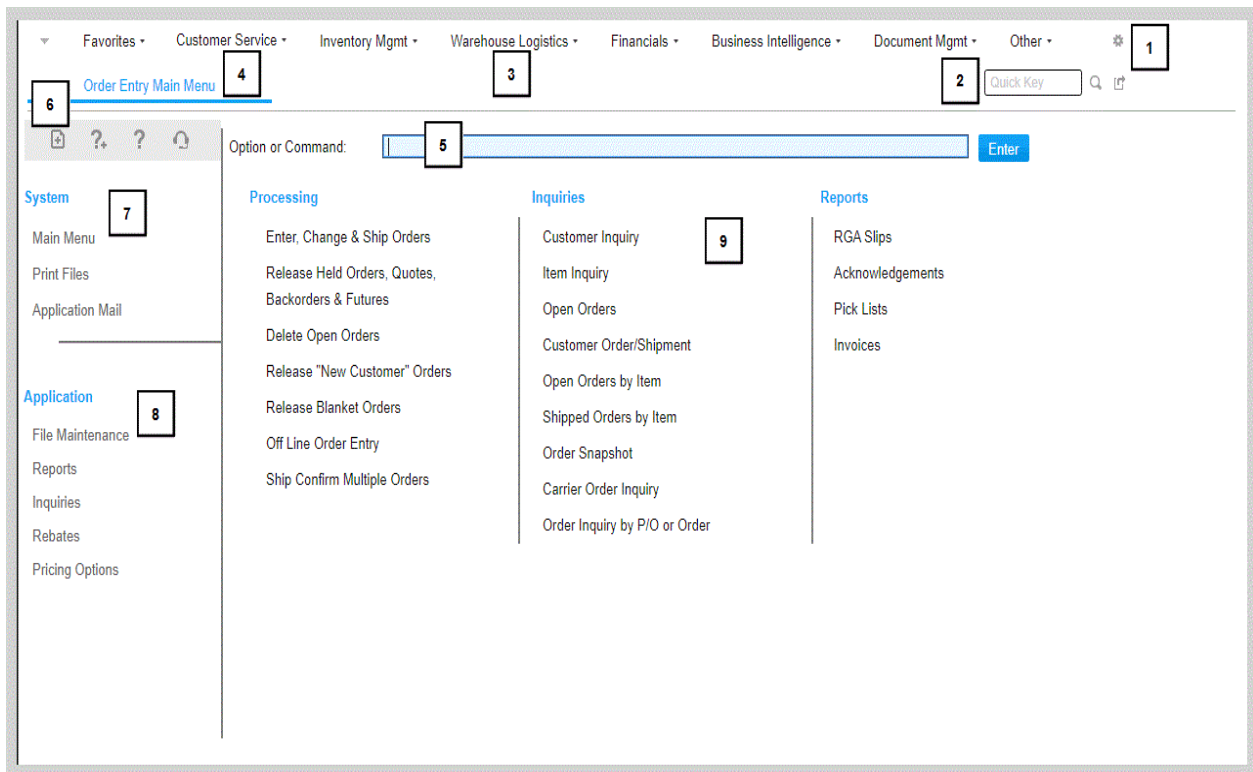 Favorites Customer Service Inventory Mgmt Warehouse Logistics Financials Business Intelligence Document Mgmt Other 1
6 Order Entry Main Menu 4 3 2 Quick Key
Option or Command: 5 Enter
System 7
Main Menu
Print Files
Application Mail
Application 8
File Maintenance
Reports
Inquiries
Rebates
Pricing Options
Processing
Enter, Change & Ship Orders
Release Held Orders, Quotes,
Backorders & Futures
Delete Open Orders
Release "New Customer" Orders
Release Blanket Orders
Off Line Order Entry
Ship Confirm Multiple Orders
Inquiries
Customer Inquiry 9
Item Inquiry
Open Orders
Customer Order/Shipment
Open Orders by Item
Shipped Orders by Item
Order Snapshot
Carrier Order Inquiry
Order Inquiry by P/O or Order
Reports
RGA Slips
Acknowledgements
Pick Lists
Invoices